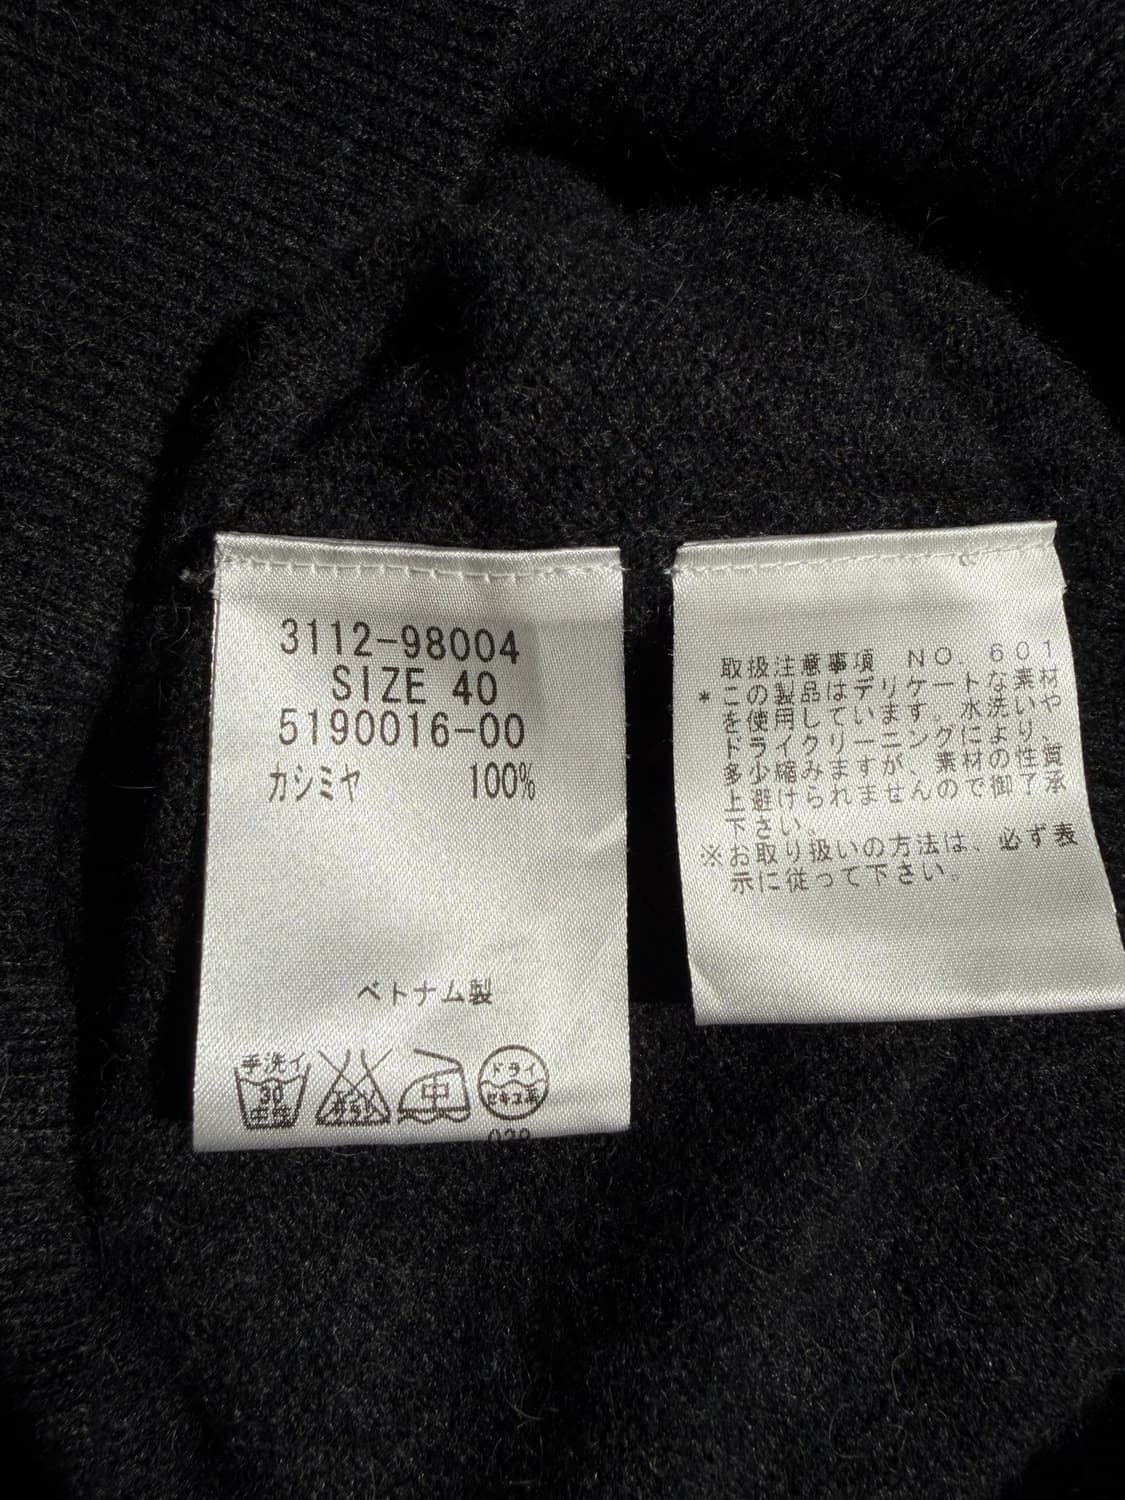 3112-98004
SIZE 40
5190016-00
カシミヤ 100%
ベトナム製
手洗イ
30
中性
エンソ
サラシ
中
ドライ
セキユ系
取扱注意事項 NO. 601
* この製品はデリケートな素材
を使用しています。水洗いや
ドライクリーニングにより、
多少縮みますが、素材の性質
上避けられませんので御了承
下さい。
※お取り扱いの方法は、必ず表
示に従って下さい。